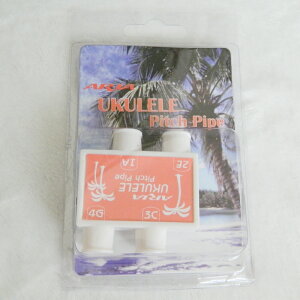 ARIA
UKULELE
Pitch Pipe
1A
2E
ARIA
UKULELE
Pitch Pipe
4G
3C